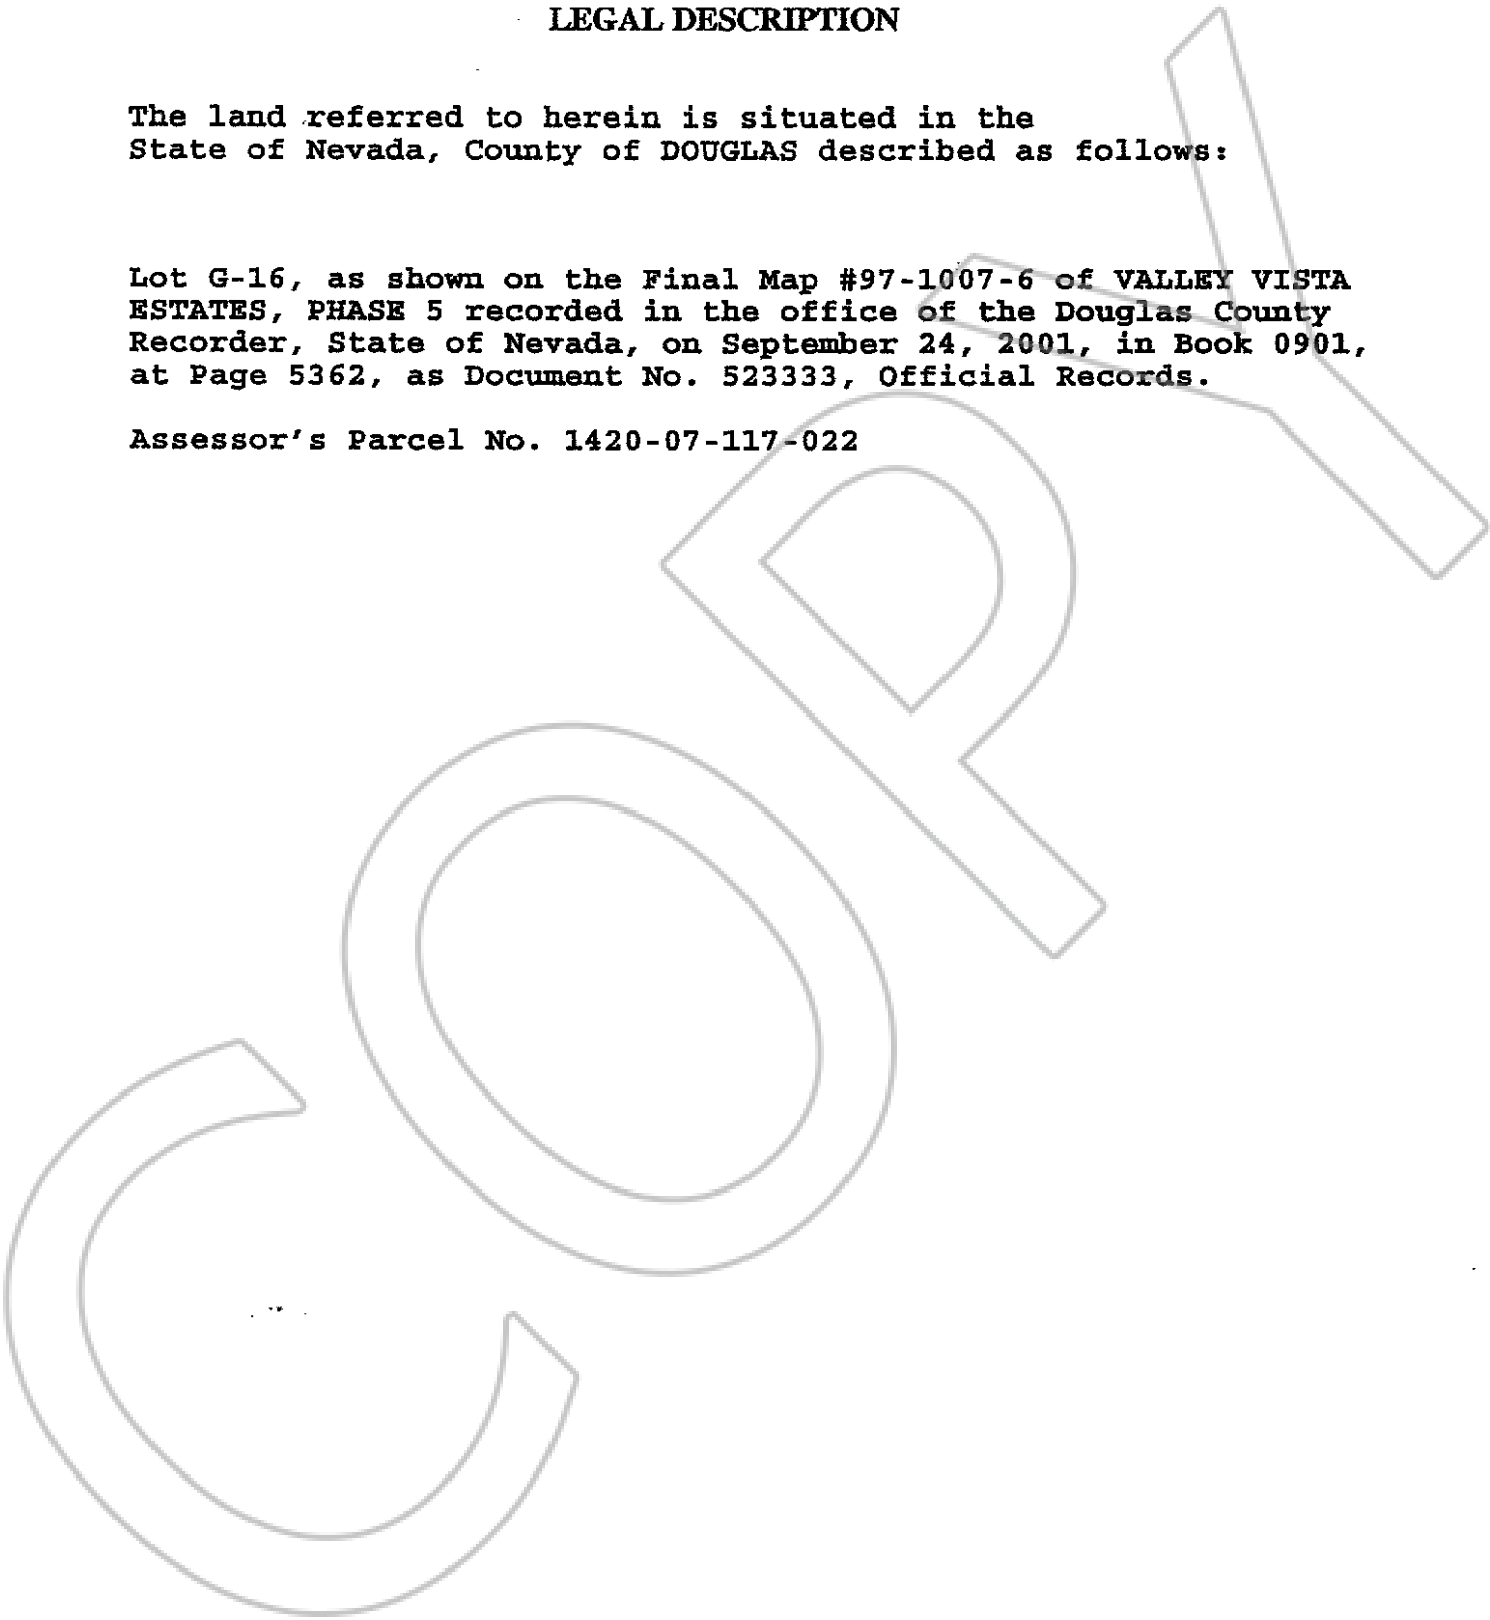 LEGAL DESCRIPTION
The land referred to herein is situated in the
State of Nevada, County of DOUGLAS described as follows:
Lot G-16, as shown on the Final Map #97-1007-6 of VALLEY VISTA
ESTATES, PHASE 5 recorded in the office of the Douglas County
Recorder, State of Nevada, on September 24, 2001, in Book 0901,
at Page 5362, as Document No. 523333, Official Records.
Assessor's Parcel No. 1420-07-117-022
COPY